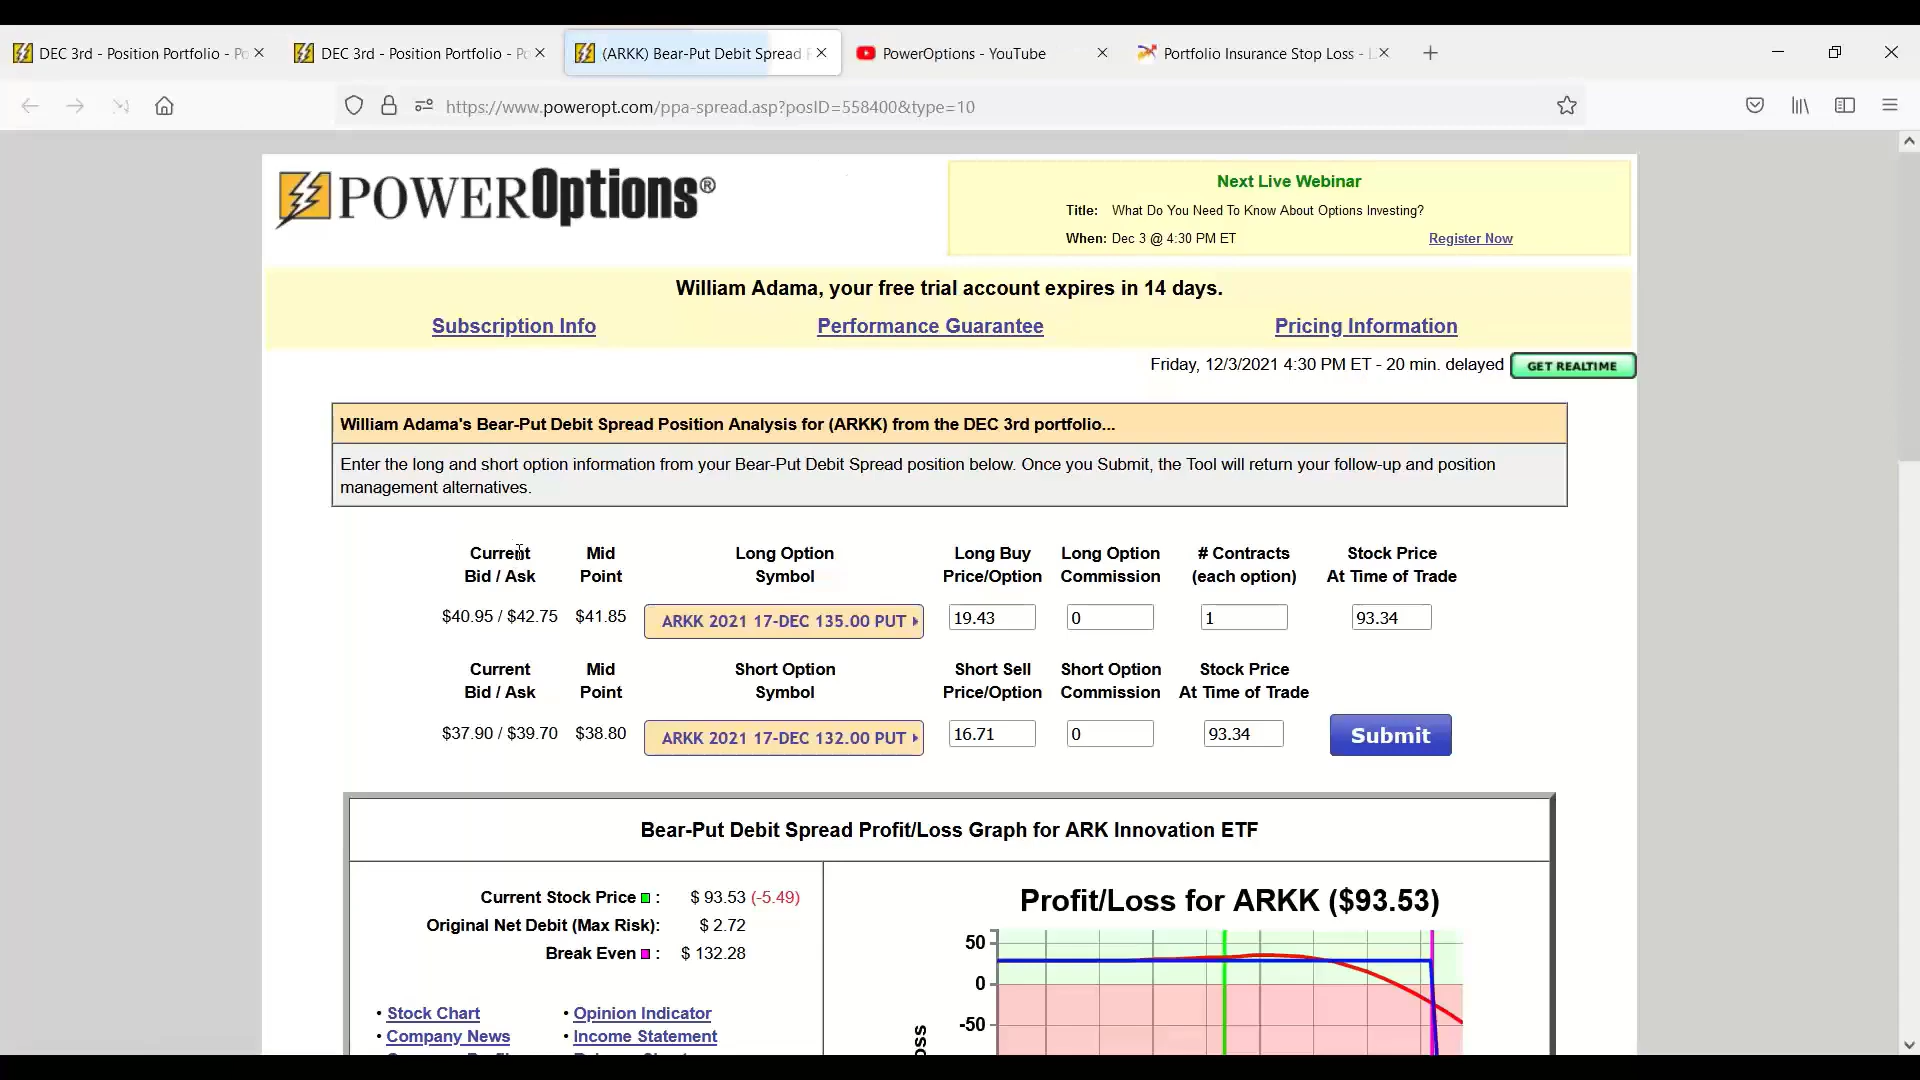 DEC 3rd - Position Portfolio - Po
DEC 3rd - Position Portfolio - Po
(ARKK) Bear-Put Debit Spread
PowerOptions - YouTube
Portfolio Insurance Stop Loss -
https://www.poweropt.com/ppa-spread.asp?posID=558400&type=10
POWEROptions®
Next Live Webinar
Title: What Do You Need To Know About Options Investing?
When: Dec 3 @ 4:30 PM ET Register Now
William Adama, your free trial account expires in 14 days.
Subscription Info Performance Guarantee Pricing Information
Friday, 12/3/2021 4:30 PM ET - 20 min. delayed GET REALTIME
William Adama's Bear-Put Debit Spread Position Analysis for (ARKK) from the DEC 3rd portfolio...
Enter the long and short option information from your Bear-Put Debit Spread position below. Once you Submit, the Tool will return your follow-up and position
management alternatives.
Current Mid Long Option Long Buy Long Option # Contracts Stock Price
Bid / Ask Point Symbol Price/Option Commission (each option) At Time of Trade
$40.95 / $42.75 $41.85 ARKK 2021 17-DEC 135.00 PUT 19.43 0 1 93.34
Current Mid Short Option Short Sell Short Option Stock Price
Bid / Ask Point Symbol Price/Option Commission At Time of Trade
$37.90 / $39.70 $38.80 ARKK 2021 17-DEC 132.00 PUT 16.71 0 93.34 Submit
Bear-Put Debit Spread Profit/Loss Graph for ARK Innovation ETF
Current Stock Price : $ 93.53 (-5.49)
Original Net Debit (Max Risk): $ 2.72
Break Even : $ 132.28
• Stock Chart • Opinion Indicator
• Company News • Income Statement
Profit/Loss for ARKK ($93.53)
50
0
-50